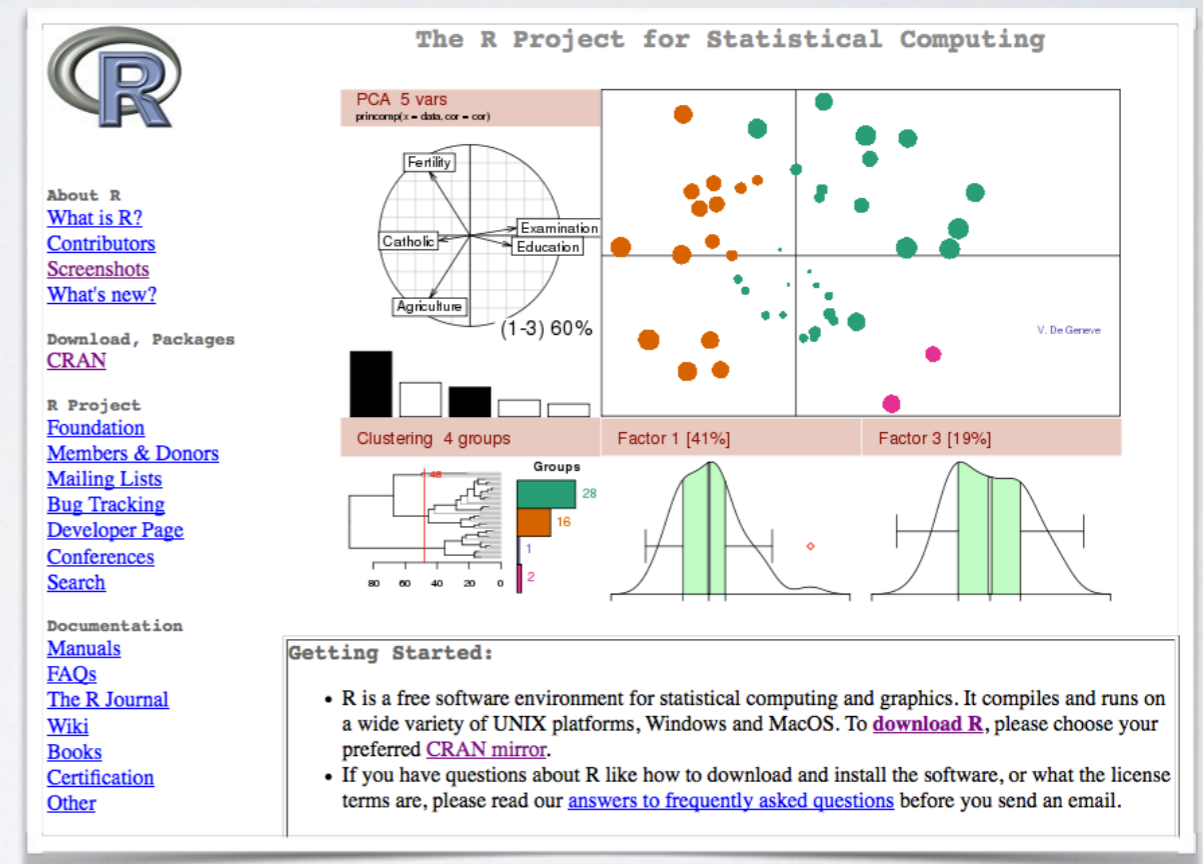 R
The R Project for Statistical Computing
About R
What is R?
Contributors
Screenshots
What's new?
Download, Packages
CRAN
R Project
Foundation
Members & Donors
Mailing Lists
Bug Tracking
Developer Page
Conferences
Search
Documentation
Manuals
FAQs
The R Journal
Wiki
Books
Certification
Other
PCA 5 vars
princomp(x = data, cor = cor)
Fertility
Examination
Catholic
Education
Agriculture
(1-3) 60%
V. De Geneve
Clustering 4 groups
Factor 1 [41%]
Factor 3 [19%]
48
Groups
28
16
1
2
80 60 40 20 0
Getting Started:
• R is a free software environment for statistical computing and graphics. It compiles and runs on
a wide variety of UNIX platforms, Windows and MacOS. To download R, please choose your
preferred CRAN mirror.
• If you have questions about R like how to download and install the software, or what the license
terms are, please read our answers to frequently asked questions before you send an email.